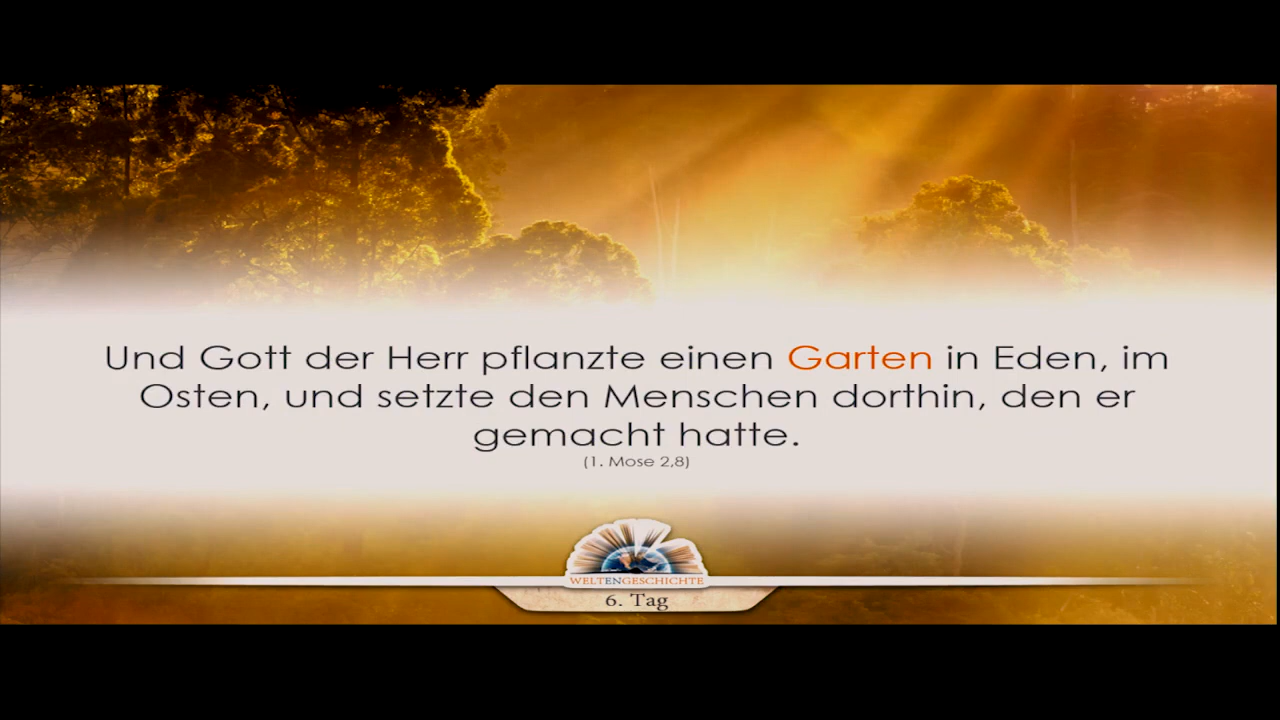 Und Gott der Herr pflanzte einen Garten in Eden, im
Osten, und setzte den Menschen dorthin, den er
gemacht hatte.
(1. Mose 2,8)
WELTENGESCHICHTE
6. Tag